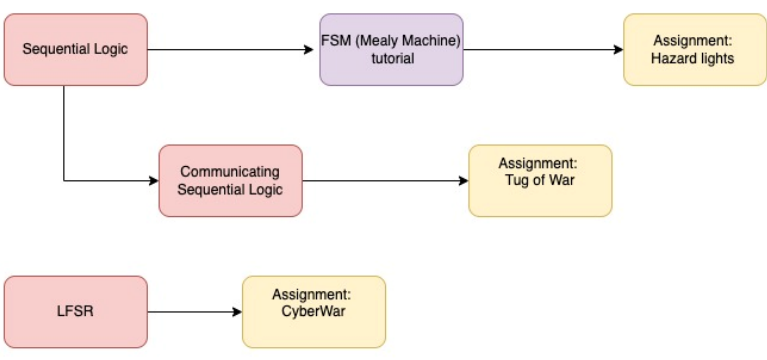 Sequential Logic
FSM (Mealy Machine)
tutorial
Assignment:
Hazard lights
Communicating
Sequential Logic
Assignment:
Tug of War
LFSR
Assignment:
CyberWar